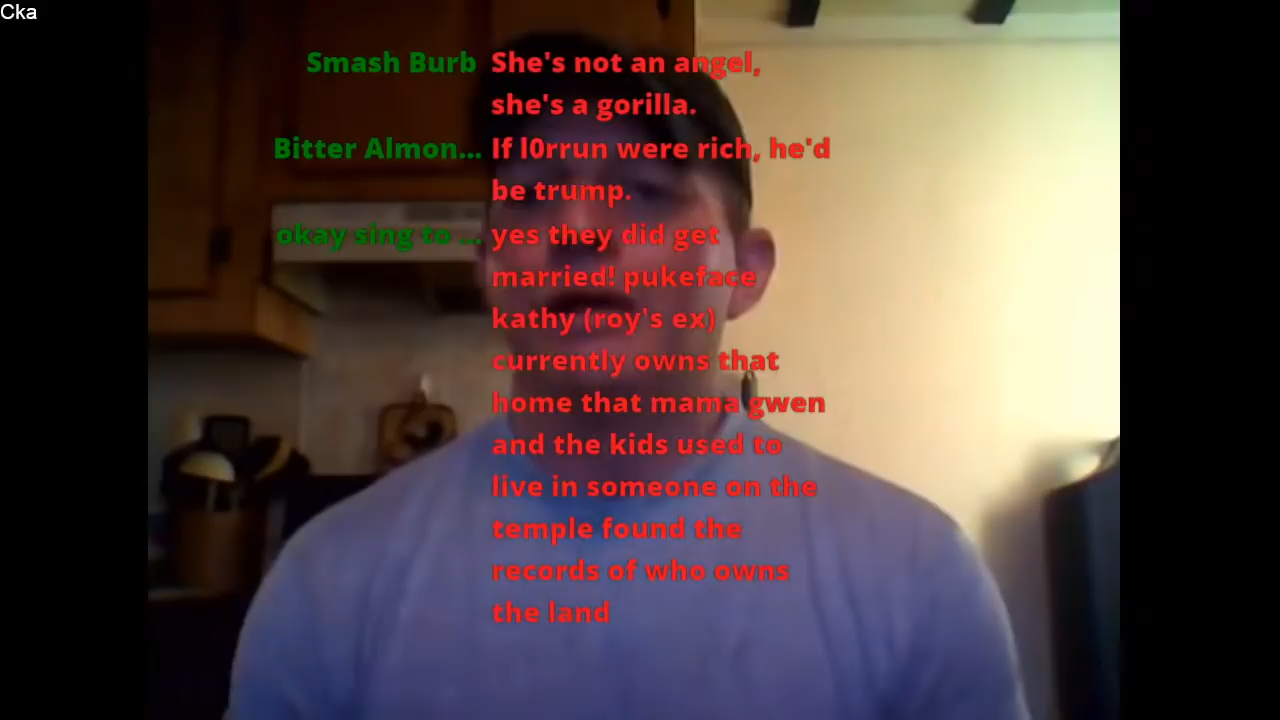 Cka
Smash Burb She's not an angel,
she's a gorilla.
Bitter Almon... If l0rrun were rich, he'd
be trump.
okay sing to ... yes they did get
married! pukeface
kathy (roy's ex)
currently owns that
home that mama gwen
and the kids used to
live in someone on the
temple found the
records of who owns
the land